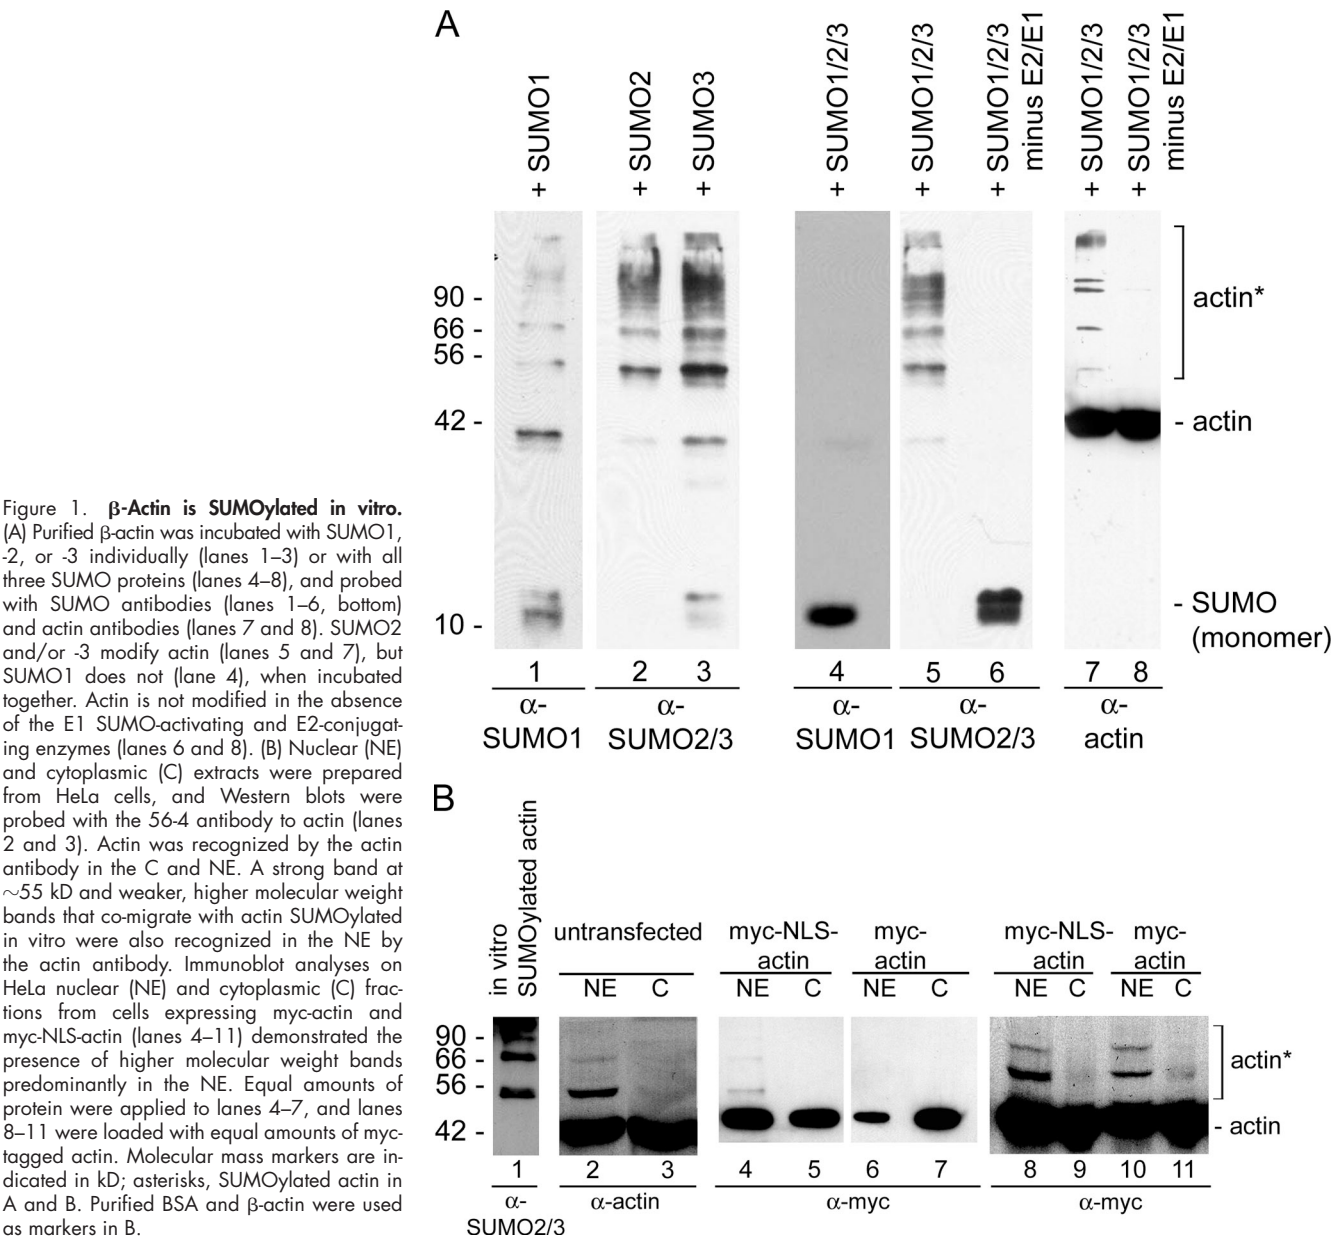 Figure 1. β-Actin is SUMOylated in vitro.
(A) Purified β-actin was incubated with SUMO1,
-2, or -3 individually (lanes 1–3) or with all
three SUMO proteins (lanes 4–8), and probed
with SUMO antibodies (lanes 1–6, bottom)
and actin antibodies (lanes 7 and 8). SUMO2
and/or -3 modify actin (lanes 5 and 7), but
SUMO1 does not (lane 4), when incubated
together. Actin is not modified in the absence
of the E1 SUMO-activating and E2-conjugat-
ing enzymes (lanes 6 and 8). (B) Nuclear (NE)
and cytoplasmic (C) extracts were prepared
from HeLa cells, and Western blots were
probed with the 56-4 antibody to actin (lanes
2 and 3). Actin was recognized by the actin
antibody in the C and NE. A strong band at
~55 kD and weaker, higher molecular weight
bands that co-migrate with actin SUMOylated
in vitro were also recognized in the NE by
the actin antibody. Immunoblot analyses on
HeLa nuclear (NE) and cytoplasmic (C) frac-
tions from cells expressing myc-actin and
myc-NLS-actin (lanes 4–11) demonstrated the
presence of higher molecular weight bands
predominantly in the NE. Equal amounts of
protein were applied to lanes 4–7, and lanes
8–11 were loaded with equal amounts of myc-
tagged actin. Molecular mass markers are in-
dicated in kD; asterisks, SUMOylated actin in
A and B. Purified BSA and β-actin were used
as markers in B.
A
+ SUMO1
+ SUMO2
+ SUMO3
+ SUMO1/2/3
+ SUMO1/2/3
+ SUMO1/2/3
minus E2/E1
+ SUMO1/2/3
+ SUMO1/2/3
minus E2/E1
90 -
66 -
56 -
42 -
10 -
actin*
- actin
- SUMO
(monomer)
1 2 3 4 5 6 7 8
α- α- α- α- α-
SUMO1 SUMO2/3 SUMO1 SUMO2/3 actin
B
in vitro
SUMOylated actin
untransfected myc-NLS- myc- myc-NLS- myc-
actin actin actin actin
NE C NE C NE C NE C NE C
90 -
66 -
56 -
42 -
actin*
- actin
1 2 3 4 5 6 7 8 9 10 11
α- α-actin α-myc α-myc
SUMO2/3